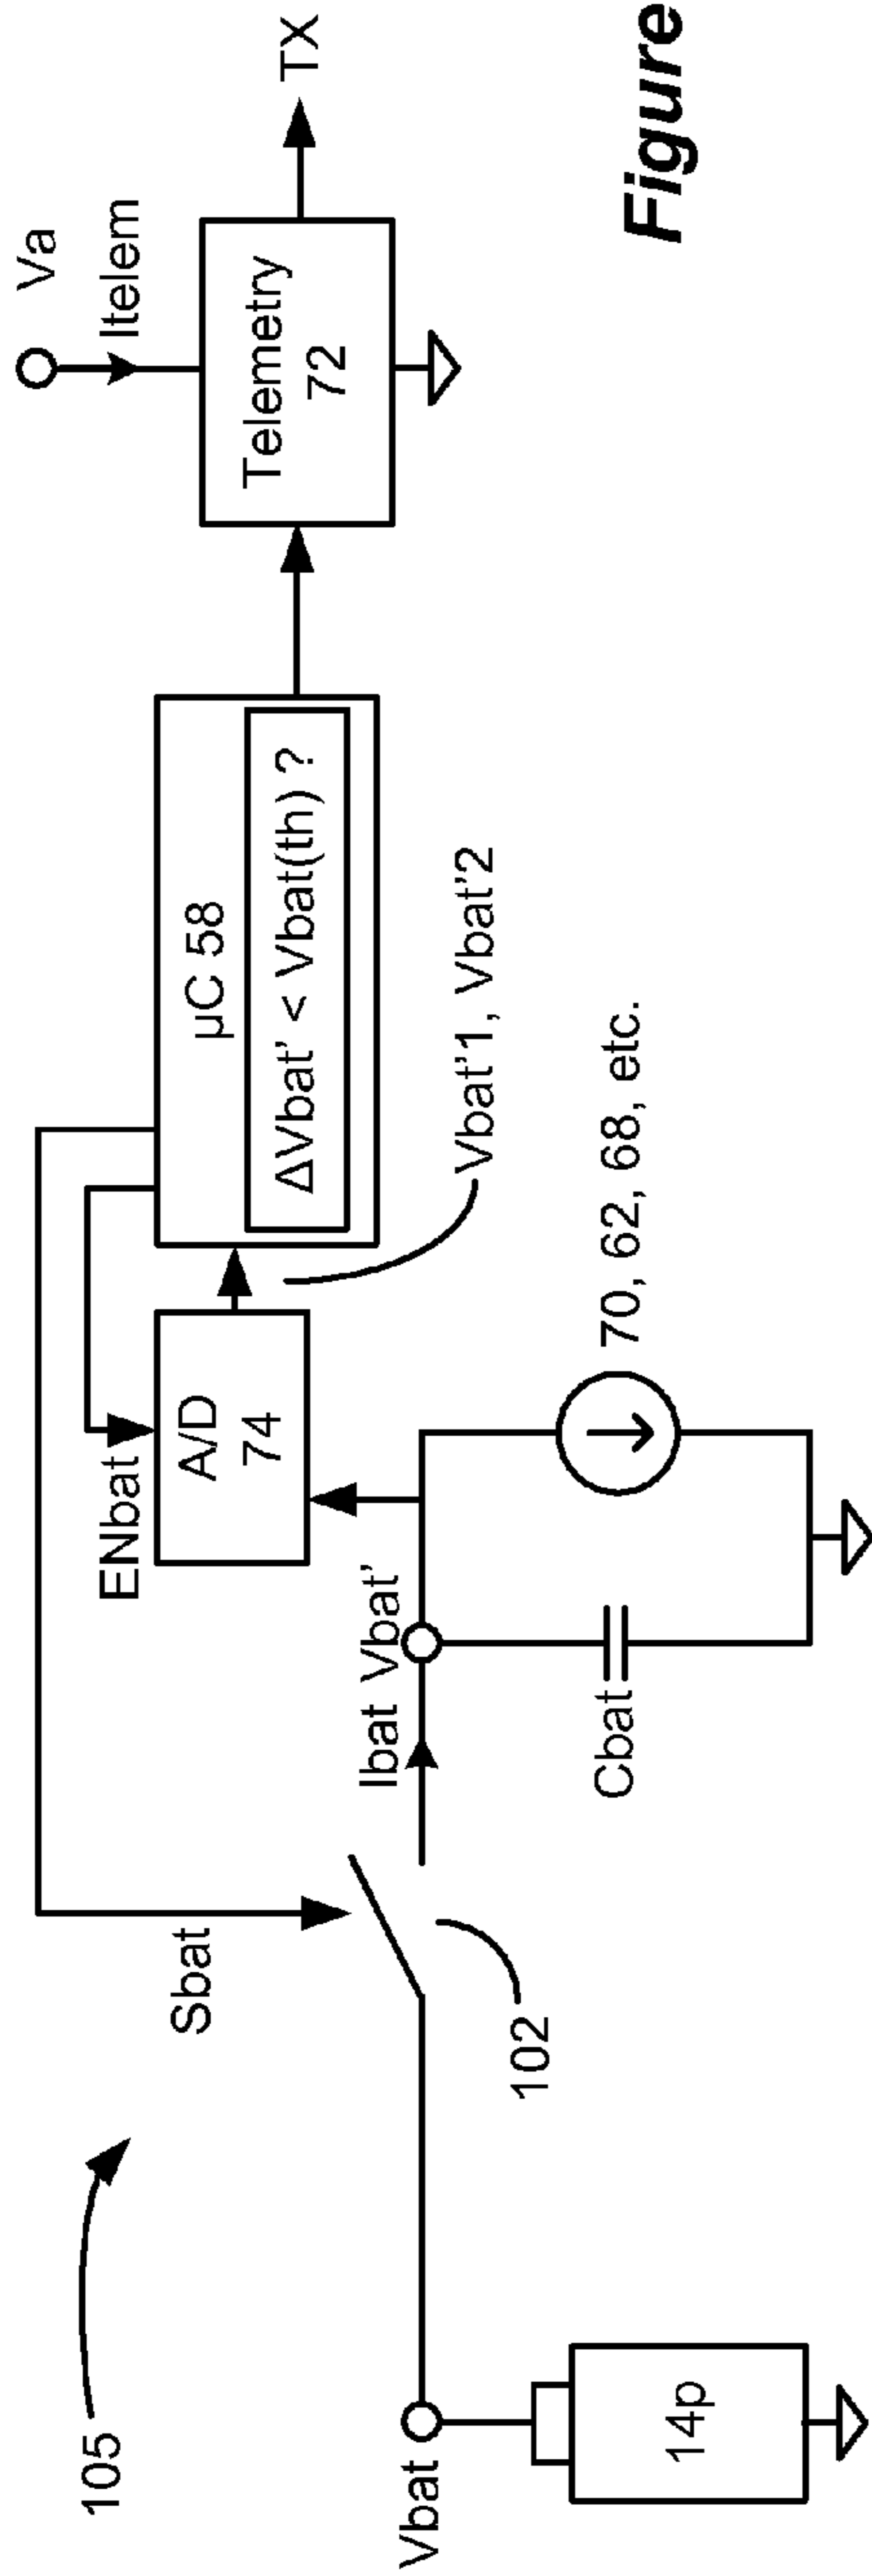 105
Vbat
14p
Sbat
102
Ibat
Vbat'
Cbat
ENbat
A/D
74
70, 62, 68, etc.
Vbat'1, Vbat'2
µC 58
ΔVbat' < Vbat(th) ?
Va
Itelem
Telemetry
72
TX
Figure